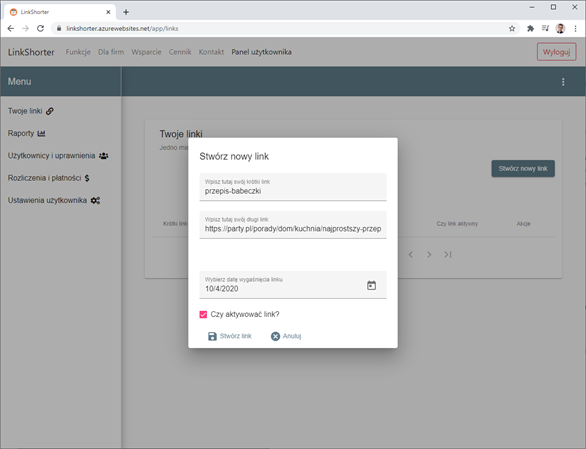 LinkShorter
linkshorter.azurewebsites.net/app/links
LinkShorter Funkcje Dla firm Wsparcie Cennik Kontakt Panel użytkownika Wyloguj
Menu
Twoje linki
Raporty
Użytkownicy i uprawnienia
Rozliczenia i płatności
Ustawienia użytkownika
Twoje linki
Jedno mie
Stwórz nowy link
Krótki link Czy link aktywny Akcje
Stwórz nowy link
Wpisz tutaj swój krótki link
przepis-babeczki
Wpisz tutaj swój długi link
https://party.pl/porady/dom/kuchnia/najprostszy-przep
Wybierz datę wygaśnięcia linku
10/4/2020
Czy aktywować link?
Stwórz link Anuluj